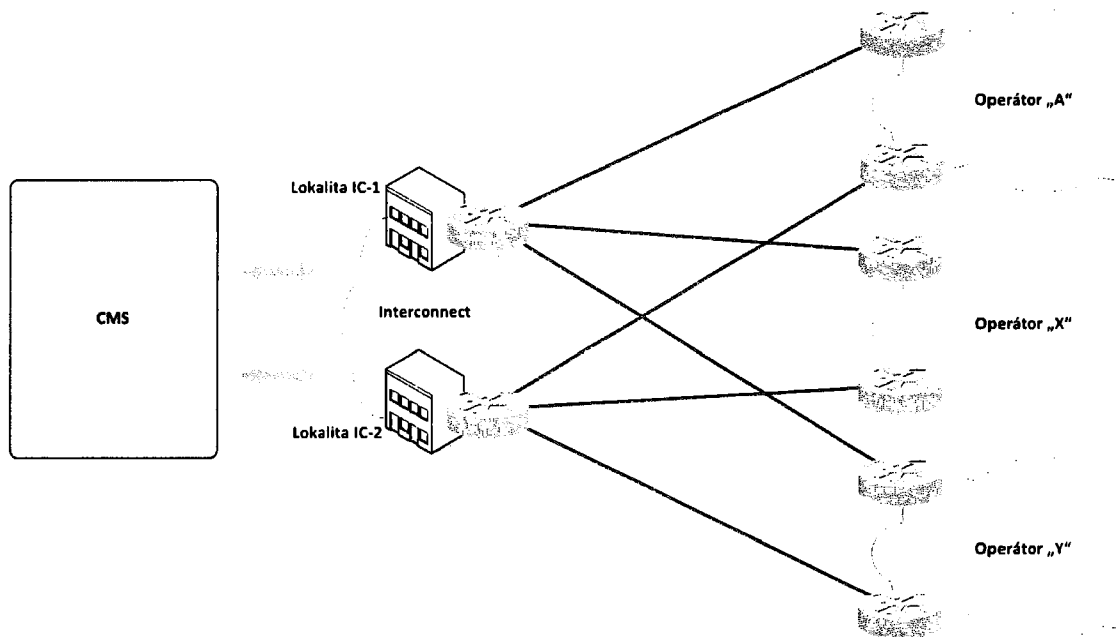 Operátor „A“
Lokalita IC-1
Interconnect
CMS
Operátor „X“
Lokalita IC-2
Operátor „Y“